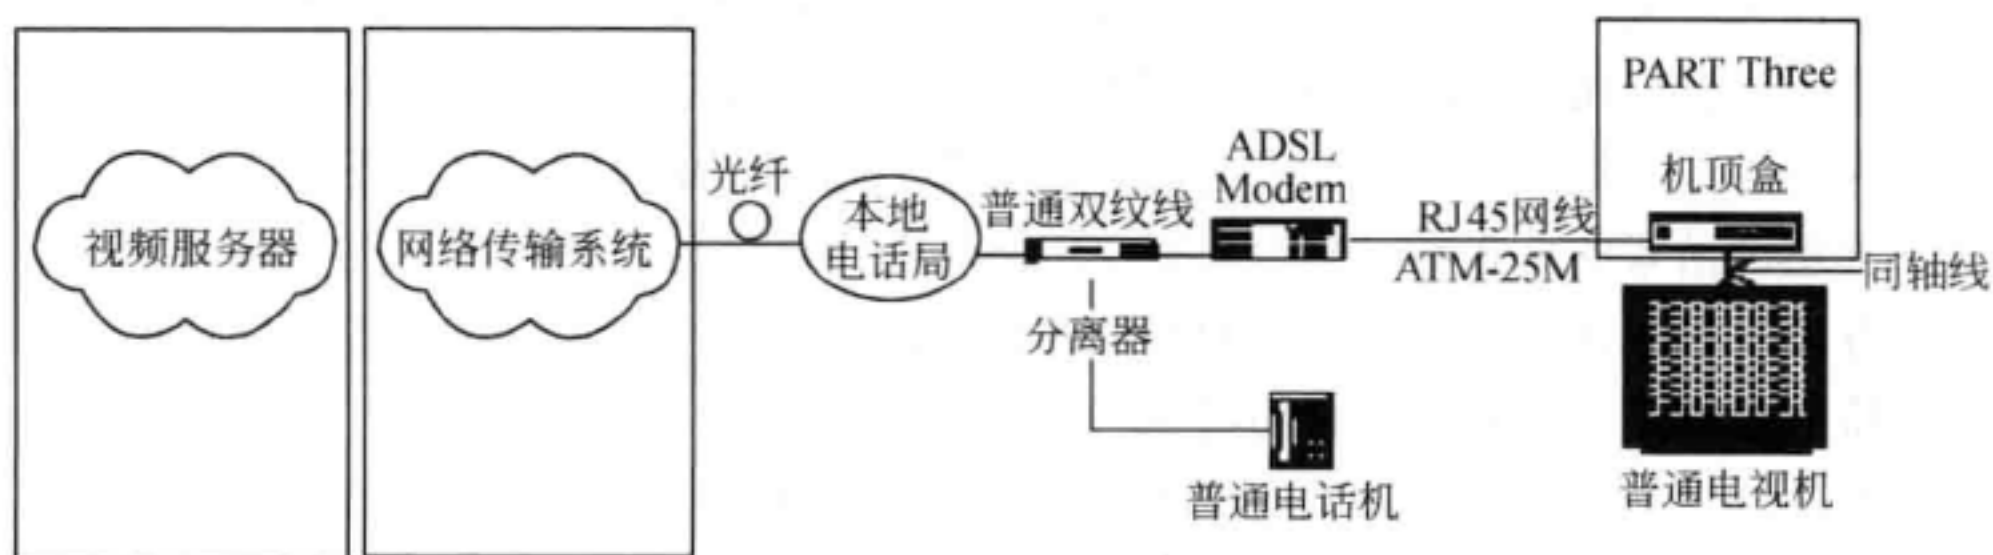 视频服务器
网络传输系统
光纤
本地
电话局
普通双纹线
分离器
普通电话机
ADSL
Modem
RJ45网线
ATM-25M
PART Three
机顶盒
同轴线
普通电视机